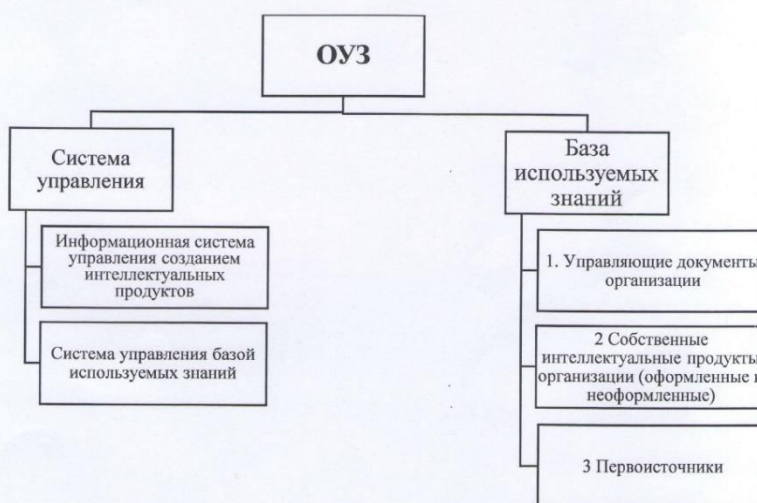 ОУЗ
Система
управления
Информационная система
управления созданием
интеллектуальных
продуктов
Система управления базой
используемых знаний
База
используемых
знаний
1. Управляющие документы
организации
2 Собственные
интеллектуальные продукты
организации (оформленные и
неоформленные)
3 Первоисточники